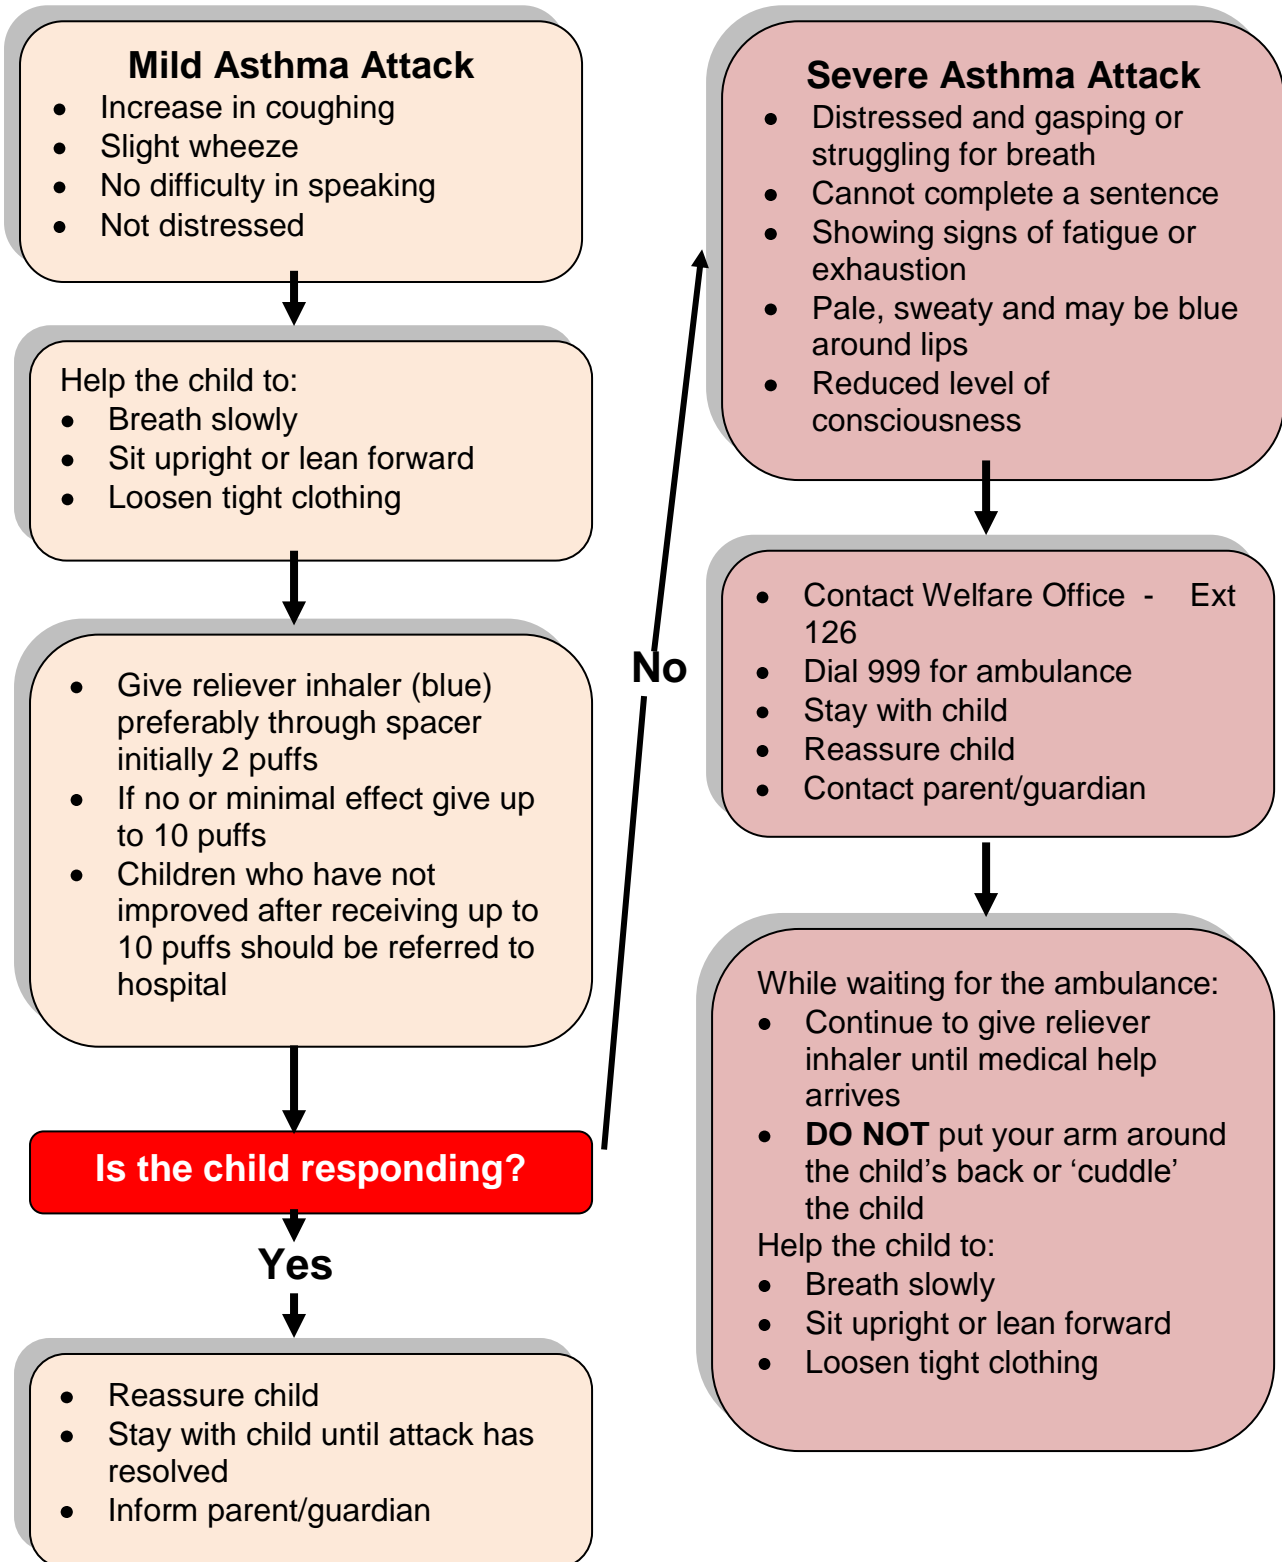 Mild Asthma Attack
• Increase in coughing
• Slight wheeze
• No difficulty in speaking
• Not distressed
Help the child to:
• Breath slowly
• Sit upright or lean forward
• Loosen tight clothing
• Give reliever inhaler (blue)
preferably through spacer
initially 2 puffs
• If no or minimal effect give up
to 10 puffs
• Children who have not
improved after receiving up to
10 puffs should be referred to
hospital
Is the child responding?
Yes
• Reassure child
• Stay with child until attack has
resolved
• Inform parent/guardian
No
Severe Asthma Attack
• Distressed and gasping or
struggling for breath
• Cannot complete a sentence
• Showing signs of fatigue or
exhaustion
• Pale, sweaty and may be blue
around lips
• Reduced level of
consciousness
• Contact Welfare Office - Ext
126
• Dial 999 for ambulance
• Stay with child
• Reassure child
• Contact parent/guardian
While waiting for the ambulance:
• Continue to give reliever
inhaler until medical help
arrives
• DO NOT put your arm around
the child’s back or ‘cuddle’
the child
Help the child to:
• Breath slowly
• Sit upright or lean forward
• Loosen tight clothing